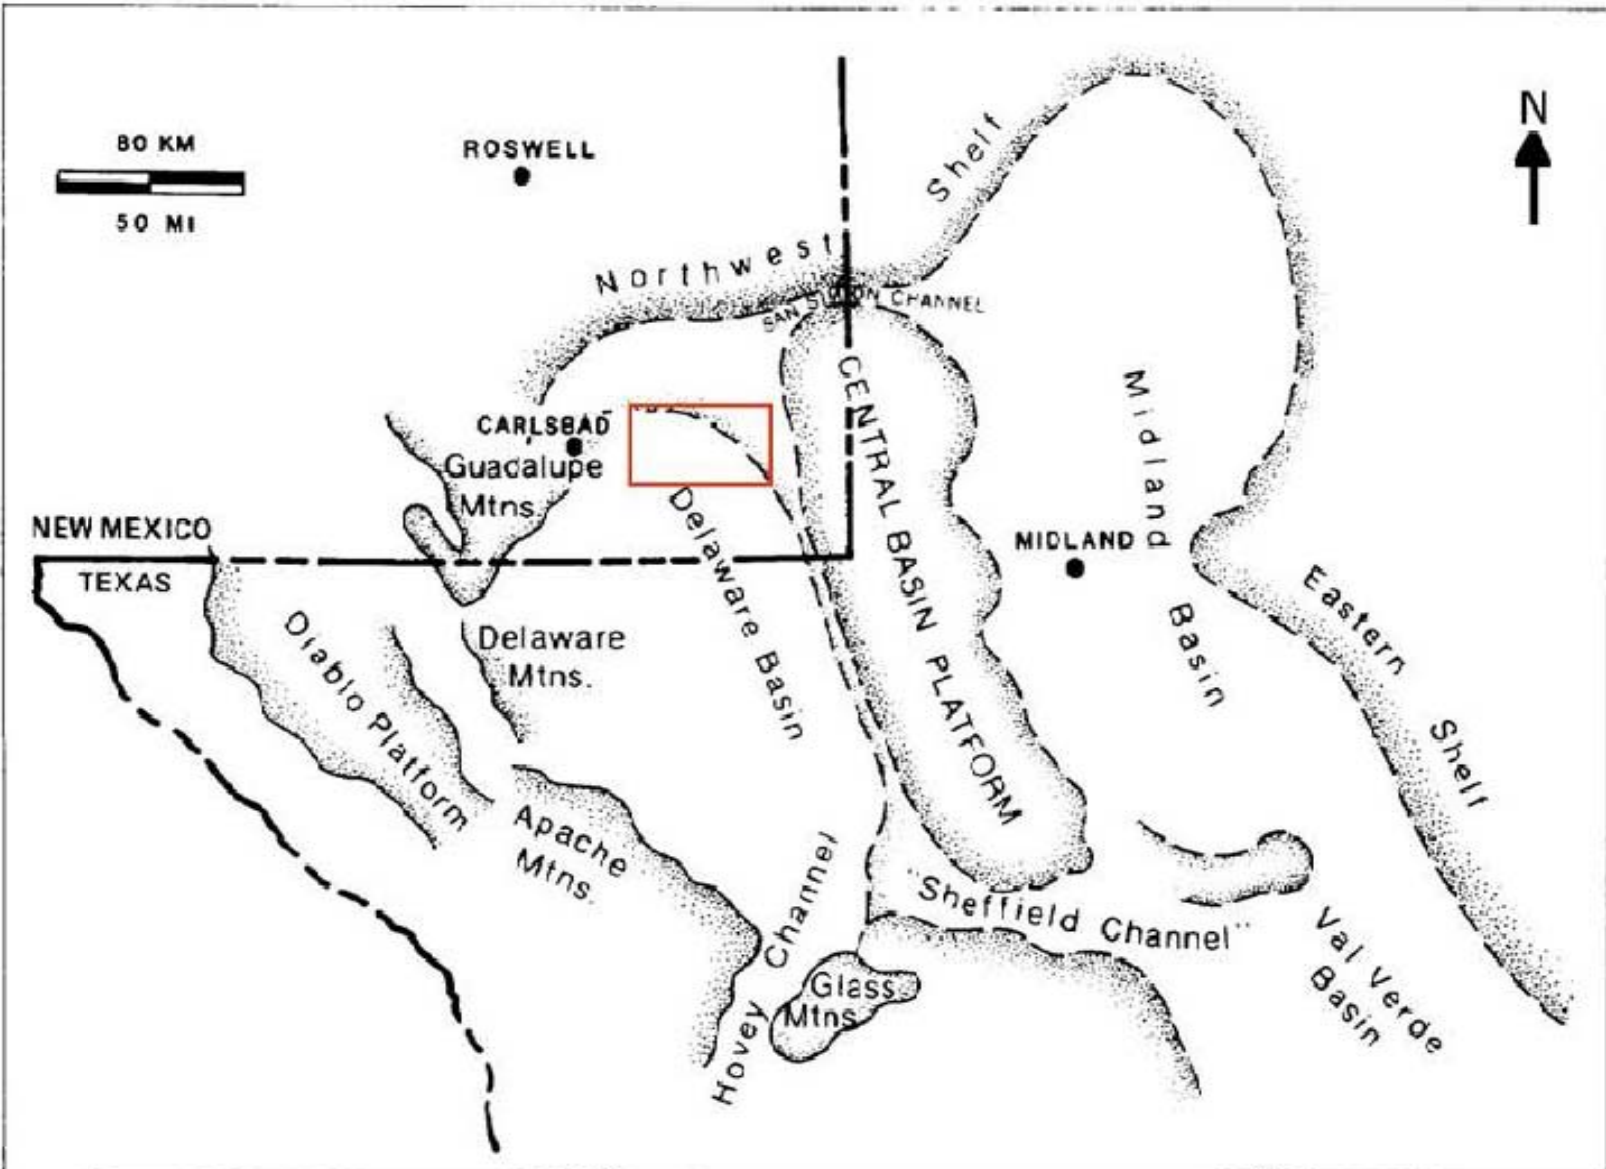 80 KM
50 MI
ROSWELL
N
Northwest
Shelf
SAN SIMON CHANNEL
CARLSBAD
Guadalupe
Mtns.
NEW MEXICO
TEXAS
Diablo Platform
Delaware
Mtns.
Delaware Basin
CENTRAL BASIN PLATFORM
Midland
Basin
MIDLAND
Eastern
Shelf
Apache
Mtns.
Hovey Channel
"Sheffield Channel"
Glass
Mtns.
Val Verde
Basin